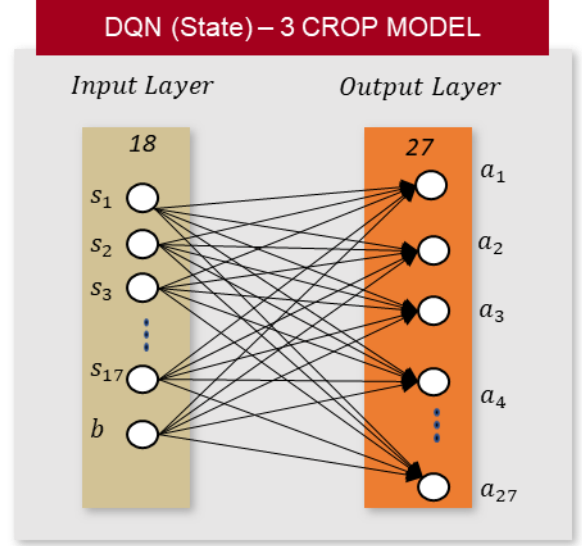 DQN (State) – 3 CROP MODEL
Input Layer
Output Layer
18
27
s₁
s₂
s₃
s₁₇
b
a₁
a₂
a₃
a₄
a₂₇